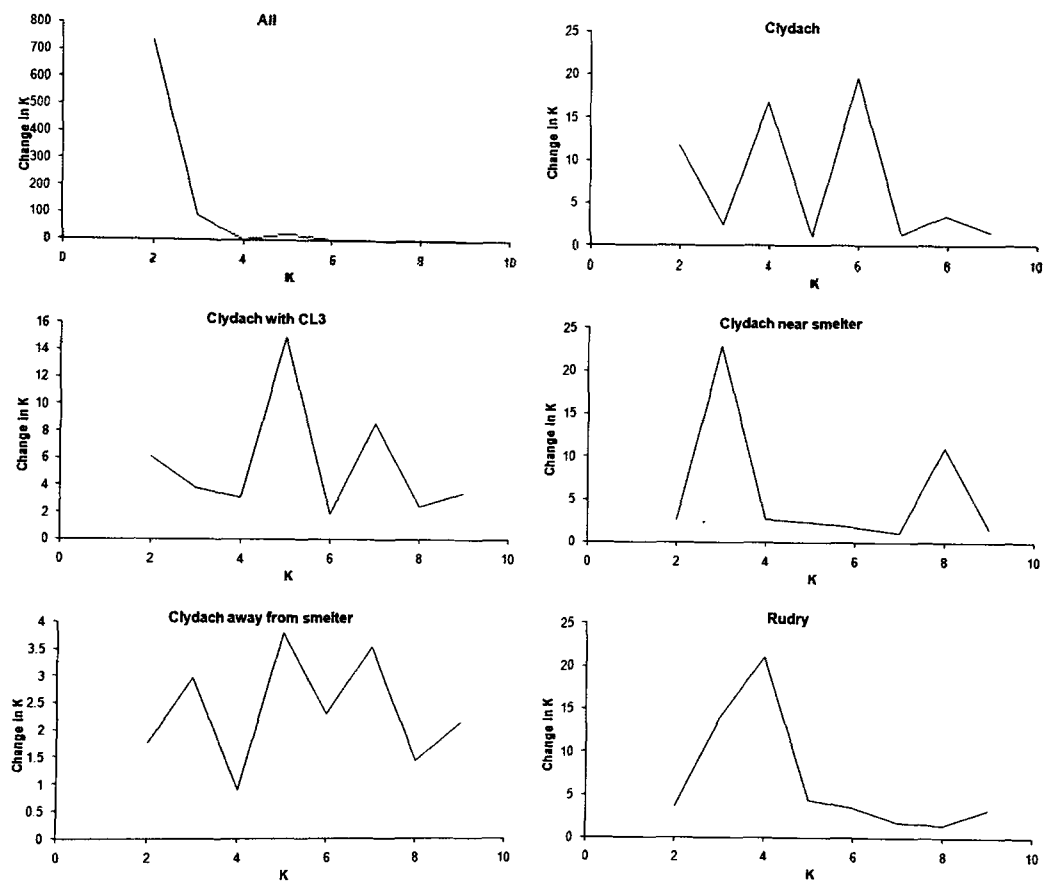 All
800
700
600
500
400
300
200
100
0
Change in K
0 2 4 6 8 10
K
Clydach
25
20
15
10
5
0
Change in K
0 2 4 6 8 10
K
Clydach with CL3
16
14
12
10
8
6
4
2
0
Change in K
0 2 4 6 8 10
K
Clydach near smelter
25
20
15
10
5
0
Change in K
0 2 4 6 8 10
K
Clydach away from smelter
4
3.5
3
2.5
2
1.5
1
0.5
0
Change in K
0 2 4 6 8 10
K
Rudry
25
20
15
10
5
0
Change in K
0 2 4 6 8 10
K